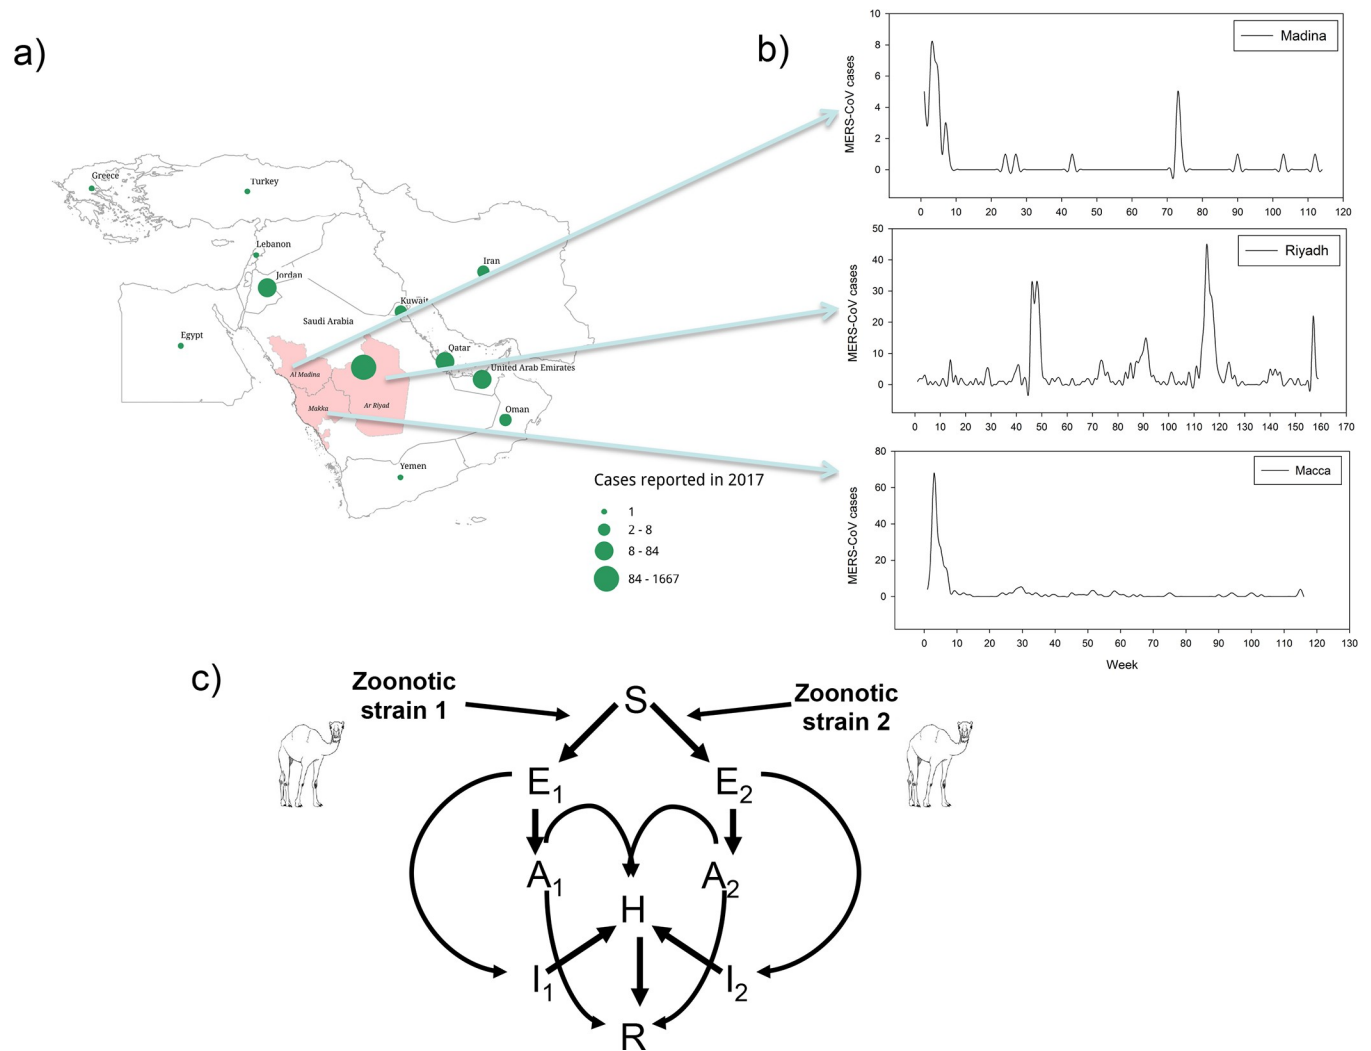 a)
Greece
Turkey
Lebanon
Jordan
Iran
Kuwait
Egypt
Saudi Arabia
Qatar
United Arab Emirates
Al Madina
Makka
Ar Riyad
Oman
Yemen
Cases reported in 2017
1
2 - 8
8 - 84
84 - 1667
b)
Madina
MERS-CoV cases
10
8
6
4
2
0
0 10 20 30 40 50 60 70 80 90 100 110 120
Riyadh
MERS-CoV cases
50
40
30
20
10
0
0 10 20 30 40 50 60 70 80 90 100 110 120 130 140 150 160 170
Macca
MERS-CoV cases
80
60
40
20
0
0 10 20 30 40 50 60 70 80 90 100 110 120 130
Week
c)
Zoonotic
strain 1
S
Zoonotic
strain 2
E1
E2
A1
A2
H
I1
I2
R